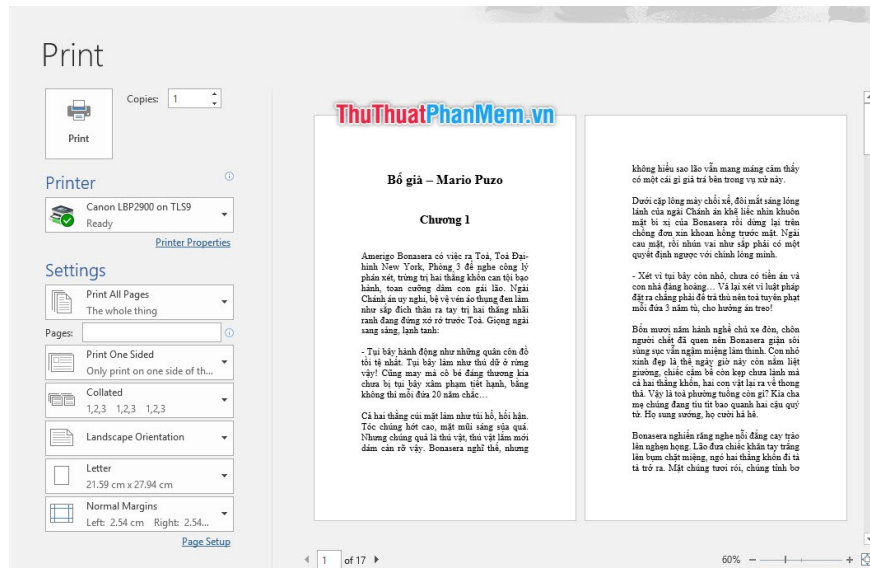 Print
Copies: 1
Print
ThuThuatPhanMem.vn
Printer
Canon LBP2900 on TLS9
Ready
Printer Properties
Settings
Print All Pages
The whole thing
Pages:
Print One Sided
Only print on one side of th...
Collated
1,2,3 1,2,3 1,2,3
Landscape Orientation
Letter
21.59 cm x 27.94 cm
Normal Margins
Left: 2.54 cm Right: 2.54...
Page Setup
Bố già – Mario Puzo
Chương 1
Amerigo Bonasera có việc ra Toà, Toà Đại-
hình New York, Phòng 3 để nghe công lý
phán xét, trừng trị hai thằng khốn can tội bạo
hành, toan cưỡng dâm con gái lão. Ngài
Chánh án uy nghi, bệ vệ vén áo thụng đen làm
như sắp đích thân ra tay trị hai thằng nhãi
ranh đang đứng xớ rớ trước Toà. Giọng ngài
sang sảng, lạnh tanh:
- Tụi bây hành động như những quân côn đồ
tồi tệ nhất. Tụi bây làm như thú dữ ở rừng
vậy! Cũng may mà cô bé đáng thương kia
chưa bị tụi bây xâm phạm tiết hạnh, bằng
không thì mỗi đứa 20 năm chắc…
Cả hai thằng cúi mặt làm như tủi hổ, hối hận.
Tóc chúng hớt cao, mặt mũi sáng sủa quá.
Nhưng chúng quả là thú vật, thú vật lắm mới
dám càn rỡ vậy. Bonasera nghĩ thế, nhưng
không hiểu sao lão vẫn mang máng cảm thấy
có một cái gì giả trá bên trong vụ xử này.
Dưới cặp lông mày chổi xể, đôi mắt sáng lóng
lánh của ngài Chánh án khẽ liếc nhìn khuôn
mặt bì xị của Bonasera rồi dừng lại trên
chồng đơn xin khoan hồng trước mặt. Ngài
cau mặt, rồi nhún vai như sắp phải có một
quyết định ngược với chính lòng mình.
- Xét vì tụi bây còn nhỏ, chưa có tiền án và
con nhà đàng hoàng… Vả lại xét vì luật pháp
đặt ra chẳng phải để trả thù nên toà tuyên phạt
mỗi đứa 3 năm tù, cho hưởng án treo!
Bốn mươi năm hành nghề chủ xe đòn, chôn
người chết đã quen nên Bonasera giận sôi
sùng sục vẫn ngậm miệng làm thinh. Con nhỏ
xinh đẹp là thế ngày giờ này còn nằm liệt
giường, chiếc cằm bể còn kẹp chưa lành mà
cả hai thằng khốn, hai con vật lại ra về thong
thả. Vậy là toà phường tuồng còn gì? Kìa cha
mẹ chúng đang tíu tít bao quanh hai cậu quý
tử. Họ sung sướng, họ cười hả hê.
Bonasera nghiến răng nghe nỗi đắng cay trào
lên nghẹn họng. Lão đưa chiếc khăn tay trắng
lên bụm chặt miệng, ngó hai thằng khốn đi tà
tà trở ra. Mặt chúng tươi rói, chúng tỉnh bơ
1 of 17
60%